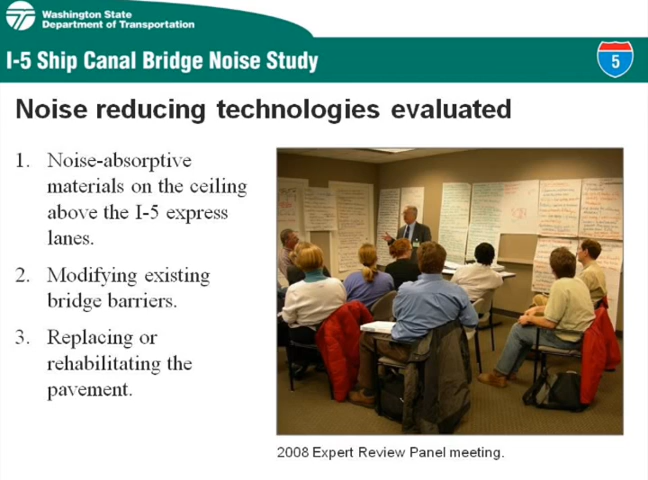 Washington State
Department of Transportation
I-5 Ship Canal Bridge Noise Study
5
Noise reducing technologies evaluated
1. Noise-absorptive
materials on the ceiling
above the I-5 express
lanes.
2. Modifying existing
bridge barriers.
3. Replacing or
rehabilitating the
pavement.
2008 Expert Review Panel meeting.